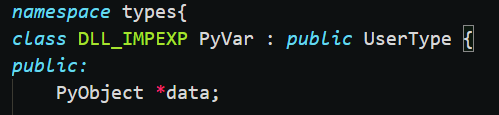 namespace types{
class DLL_IMPEXP PyVar : public UserType {
public:
    PyObject *data;